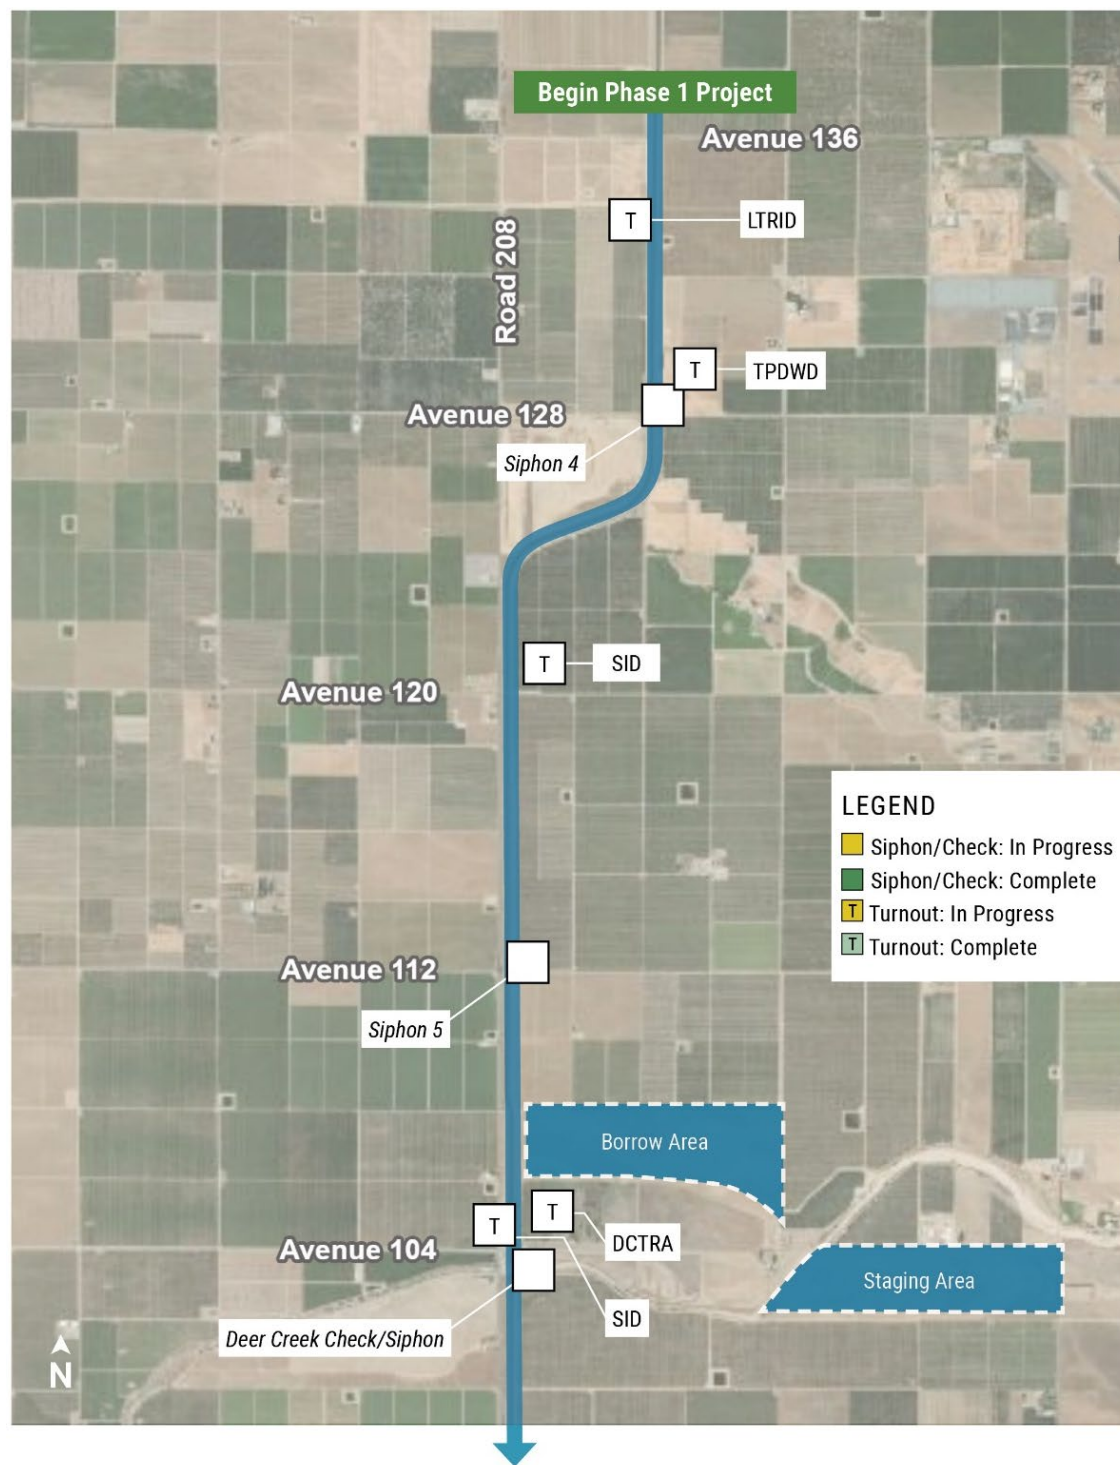 Begin Phase 1 Project
Avenue 136
T
LTRID
Road 208
T
TPDWD
Avenue 128
Siphon 4
T
SID
Avenue 120
LEGEND
Siphon/Check: In Progress
Siphon/Check: Complete
T Turnout: In Progress
T Turnout: Complete
Avenue 112
Siphon 5
Borrow Area
T
T
DCTRA
Avenue 104
Staging Area
SID
Deer Creek Check/Siphon
N